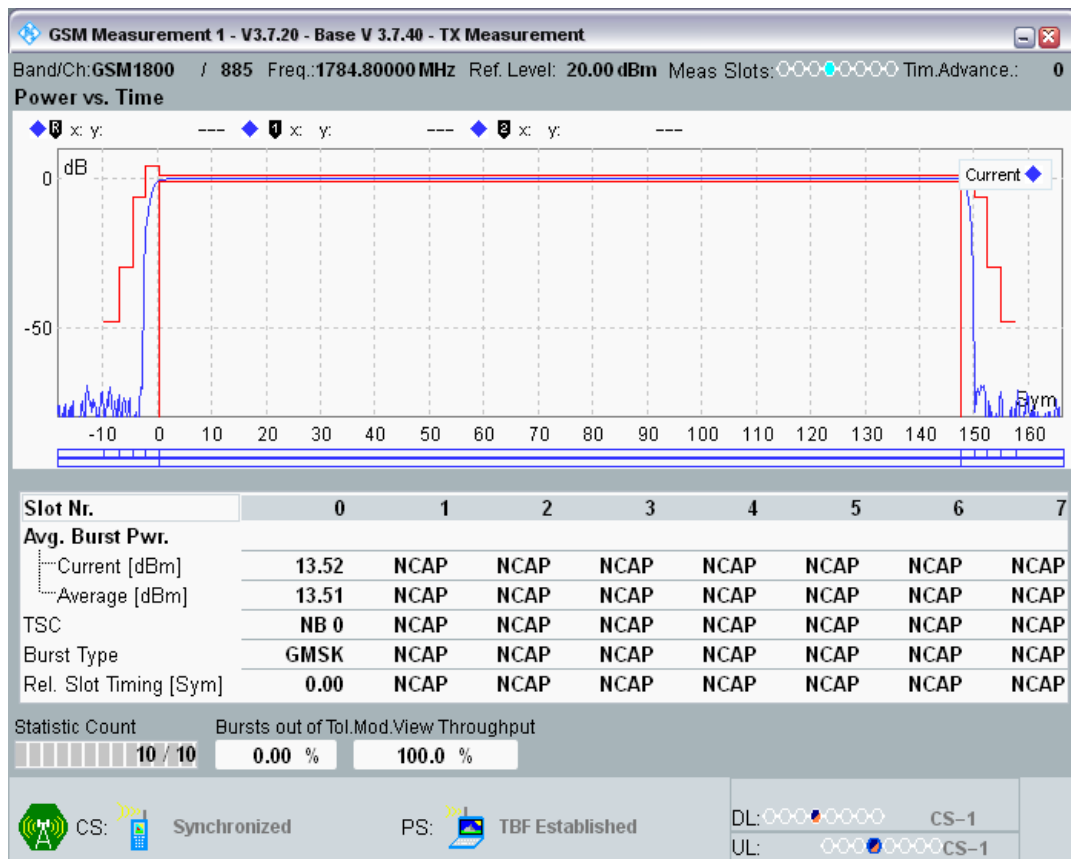 GSM Measurement 1 - V3.7.20 - Base V 3.7.40 - TX Measurement
Band/Ch:GSM1800 / 885 Freq.:1784.80000 MHz Ref. Level: 20.00 dBm Meas Slots: Tim.Advance.: 0
Power vs. Time
R x: y: --- 1 x: y: --- 2 x: y: ---
dB
Current
0
-50
Sym
-10 0 10 20 30 40 50 60 70 80 90 100 110 120 130 140 150 160
Slot Nr. 0 1 2 3 4 5 6 7
Avg. Burst Pwr.
Current [dBm] 13.52 NCAP NCAP NCAP NCAP NCAP NCAP NCAP
Average [dBm] 13.51 NCAP NCAP NCAP NCAP NCAP NCAP NCAP
TSC NB 0 NCAP NCAP NCAP NCAP NCAP NCAP NCAP
Burst Type GMSK NCAP NCAP NCAP NCAP NCAP NCAP NCAP
Rel. Slot Timing [Sym] 0.00 NCAP NCAP NCAP NCAP NCAP NCAP NCAP
Statistic Count Bursts out of Tol.Mod.View Throughput
10 / 10 0.00 % 100.0 %
CS: Synchronized PS: TBF Established
DL: CS-1
UL: CS-1